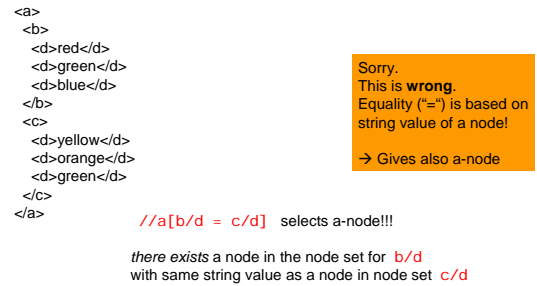 <a>
<b>
<d>red</d>
<d>green</d>
<d>blue</d>
</b>
<c>
<d>yellow</d>
<d>orange</d>
<d>green</d>
</c>
</a>
Sorry.
This is wrong.
Equality (“=“) is based on
string value of a node!
→ Gives also a-node
//a[b/d = c/d] selects a-node!!!
there exists a node in the node set for b/d
with same string value as a node in node set c/d